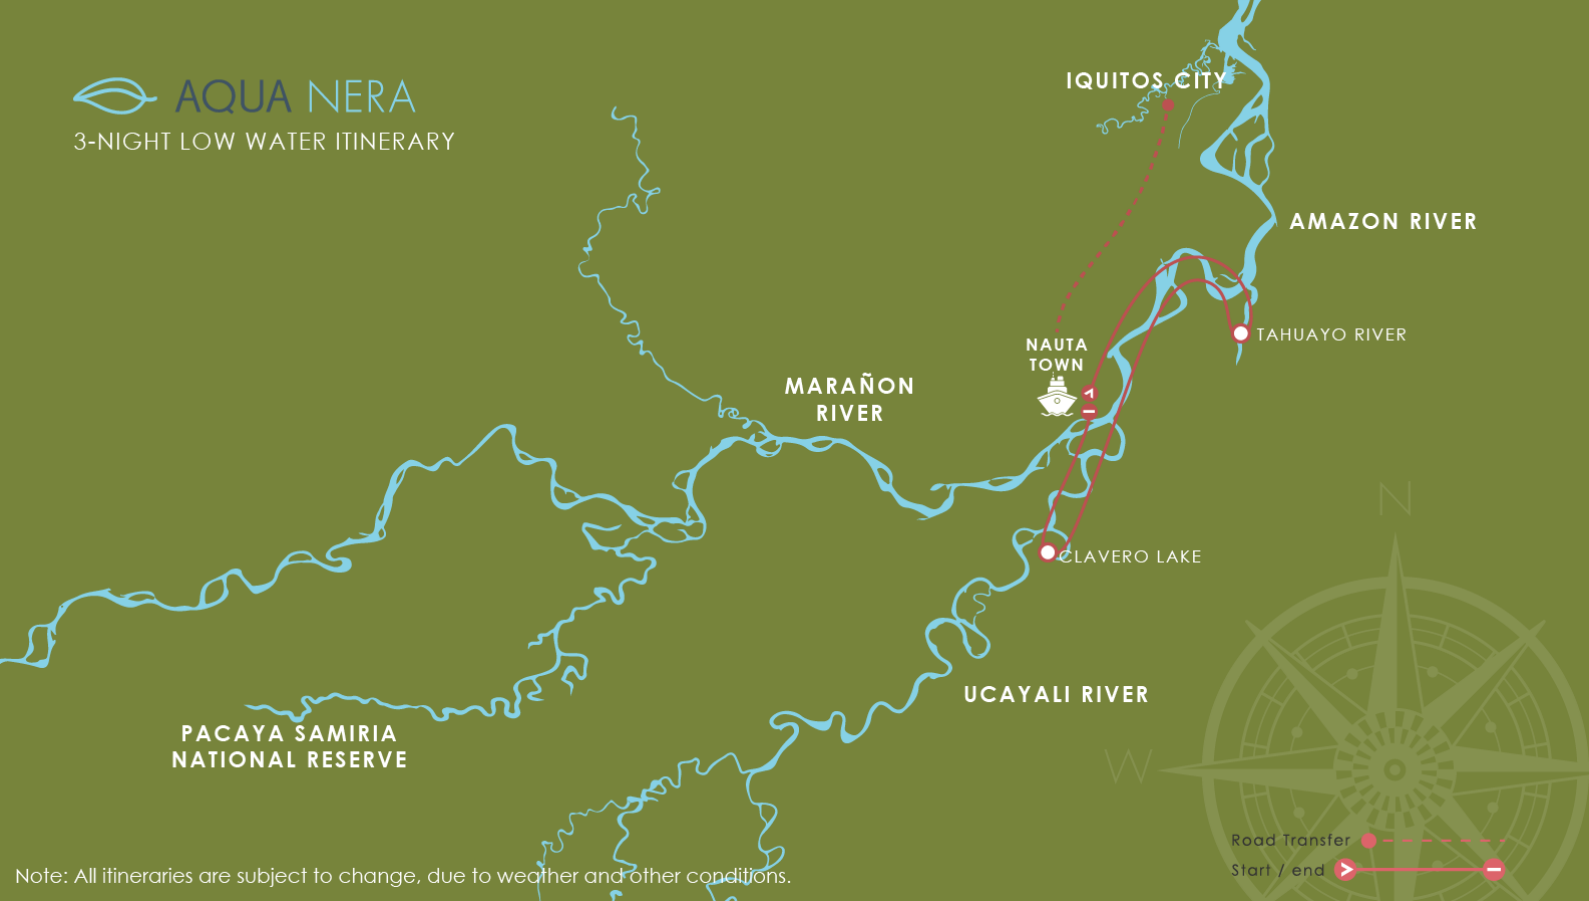 AQUA NERA
3-NIGHT LOW WATER ITINERARY
IQUITOS CITY
AMAZON RIVER
TAHUAYO RIVER
NAUTA
TOWN
MARAÑON
RIVER
N
CLAVERO LAKE
UCAYALI RIVER
PACAYA SAMIRIA
NATIONAL RESERVE
W
Road Transfer
Start / end
Note: All itineraries are subject to change, due to weather and other conditions.